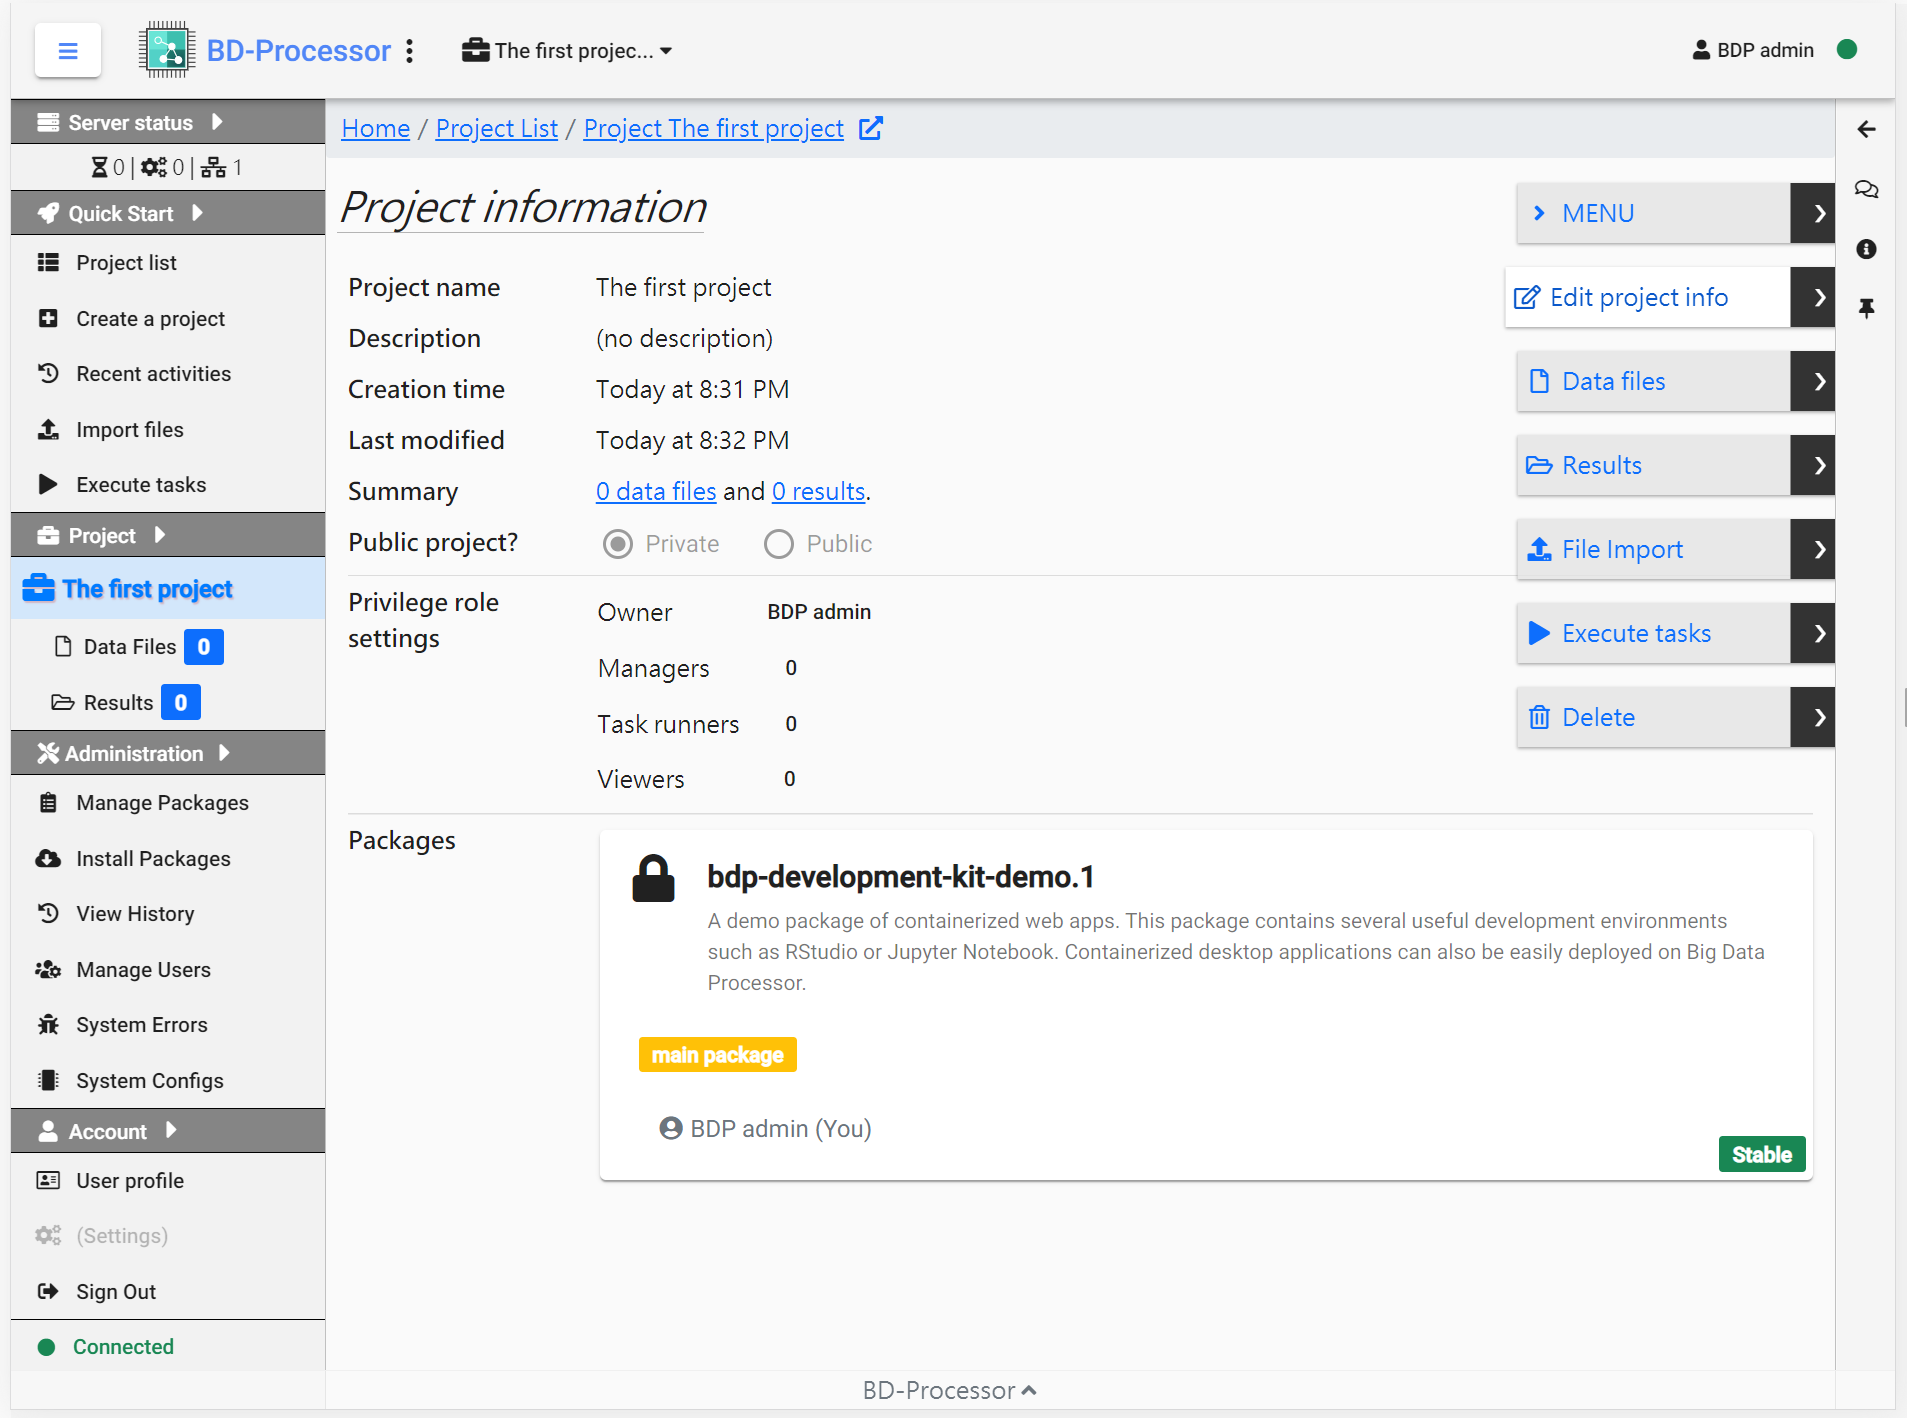 BD-Processor
The first projec...
BDP admin
Server status
0 | 0 | 1
Quick Start
Project list
Create a project
Recent activities
Import files
Execute tasks
Project
The first project
Data Files 0
Results 0
Administration
Manage Packages
Install Packages
View History
Manage Users
System Errors
System Configs
Account
User profile
(Settings)
Sign Out
Connected
Home / Project List / Project The first project
Project information
Project name The first project
Description (no description)
Creation time Today at 8:31 PM
Last modified Today at 8:32 PM
Summary 0 data files and 0 results.
Public project? Private Public
Privilege role
settings
Owner BDP admin
Managers 0
Task runners 0
Viewers 0
Packages
bdp-development-kit-demo.1
A demo package of containerized web apps. This package contains several useful development environments
such as RStudio or Jupyter Notebook. Containerized desktop applications can also be easily deployed on Big Data
Processor.
main package
BDP admin (You)
Stable
MENU
Edit project info
Data files
Results
File Import
Execute tasks
Delete
BD-Processor